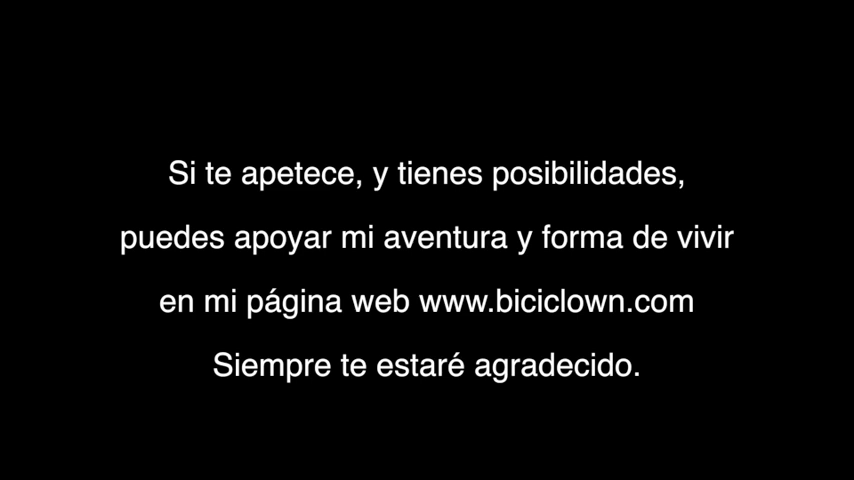 Si te apetece, y tienes posibilidades,
puedes apoyar mi aventura y forma de vivir
en mi página web www.biciclown.com
Siempre te estaré agradecido.